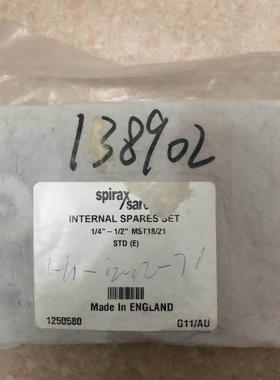 138902
spirax
/sarco
INTERNAL SPARES SET
1/4" – 1/2" MST18/21
STD (E)
Made In ENGLAND
1250580 G11/AU